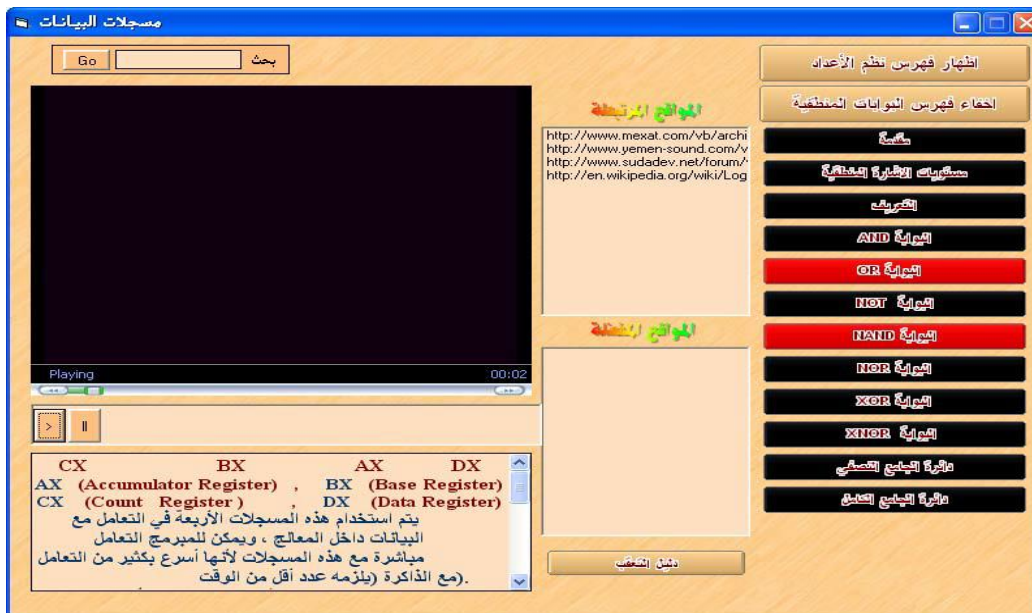 مسجلات البيانات
بحث
Go
اظهار فهرس نظم الأعداد
اخفاء فهرس البوابات المنطقية
مقدمة
مستويات الإشارة المنطقية
التعريف
البوابة AND
البوابة OR
البوابة NOT
البوابة NAND
البوابة NOR
البوابة XOR
البوابة XNOR
دائرة الجامع النصفي
دائرة الجامع الكامل
المواقع المرتبطة
http://www.mexat.com/vb/archi
http://www.yemen-sound.com/v
http://www.sudadev.net/forum/
http://en.wikipedia.org/wiki/Log
المواقع المفضلة
دليل التعقب
Playing 00:02
> ||
CX BX AX DX
AX (Accumulator Register) , BX (Base Register)
CX (Count Register ) , DX (Data Register)
يتم استخدام هذه المسجلات الأربعة في التعامل مع
البيانات داخل المعالج ، ويمكن للمبرمج التعامل
مباشرة مع هذه المسجلات لأنها أسرع بكثير من التعامل
.(مع الذاكرة (يلزمه عدد أقل من الوقت